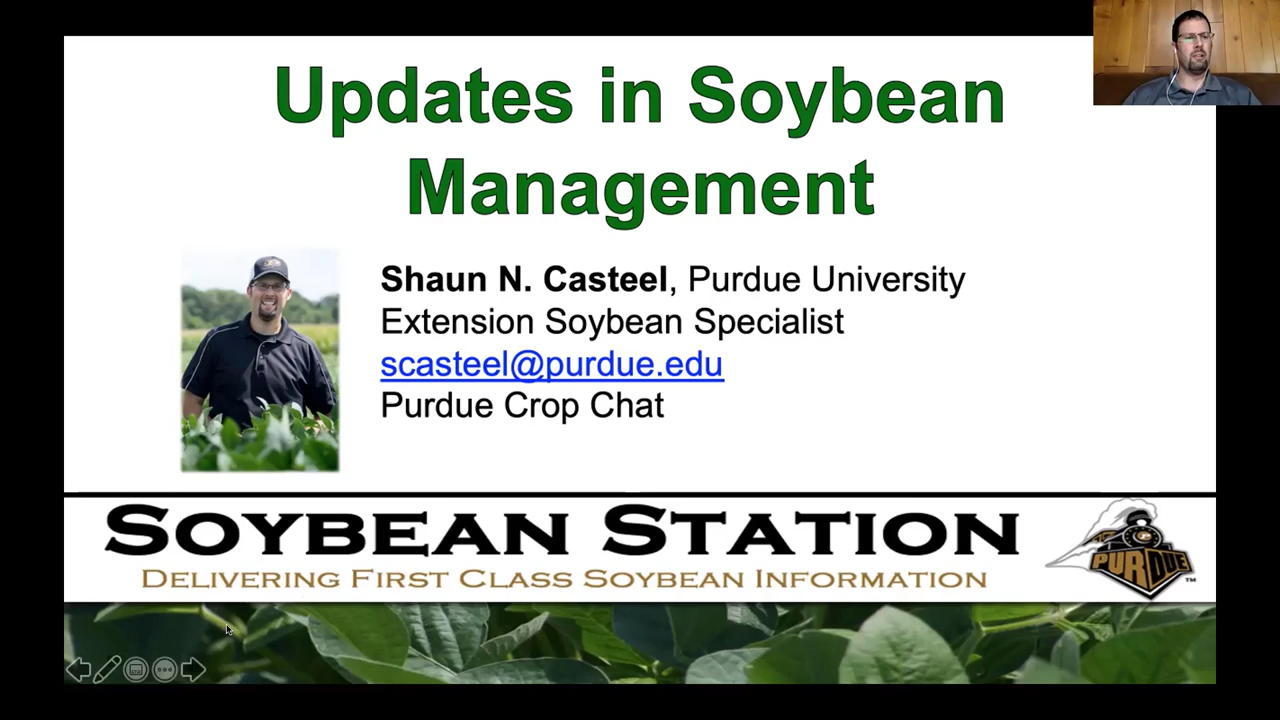 Updates in Soybean
Management
Shaun N. Casteel, Purdue University
Extension Soybean Specialist
scasteel@purdue.edu
Purdue Crop Chat
SOYBEAN STATION
DELIVERING FIRST CLASS SOYBEAN INFORMATION
PURDUE
TM